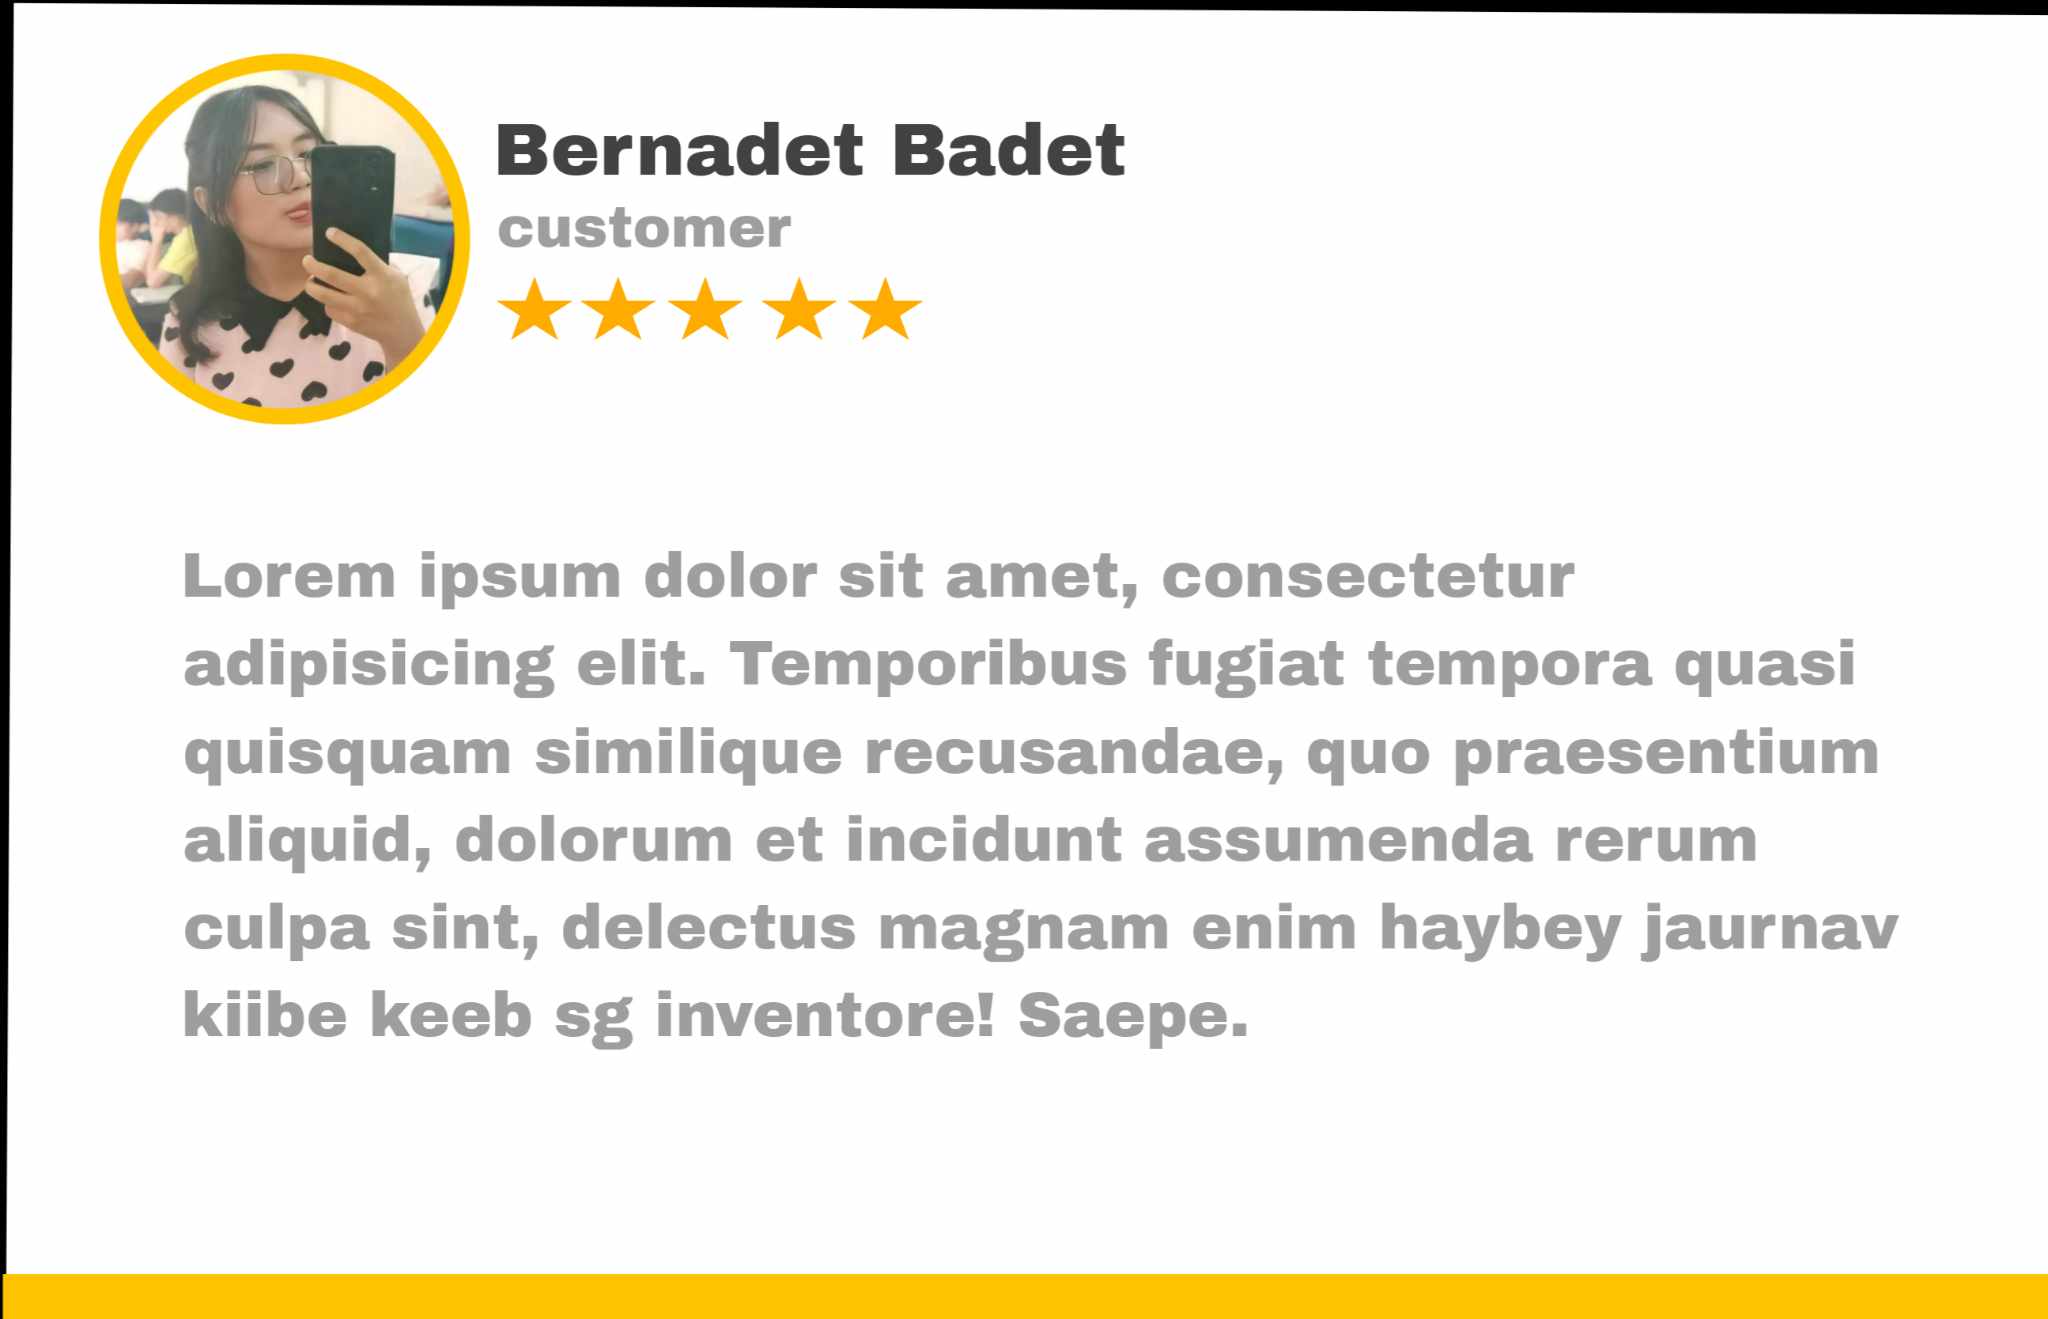 Bernadet Badet
customer
Lorem ipsum dolor sit amet, consectetur
adipisicing elit. Temporibus fugiat tempora quasi
quisquam similique recusandae, quo praesentium
aliquid, dolorum et incidunt assumenda rerum
culpa sint, delectus magnam enim haybey jaurnav
kiibe keeb sg inventore! Saepe.